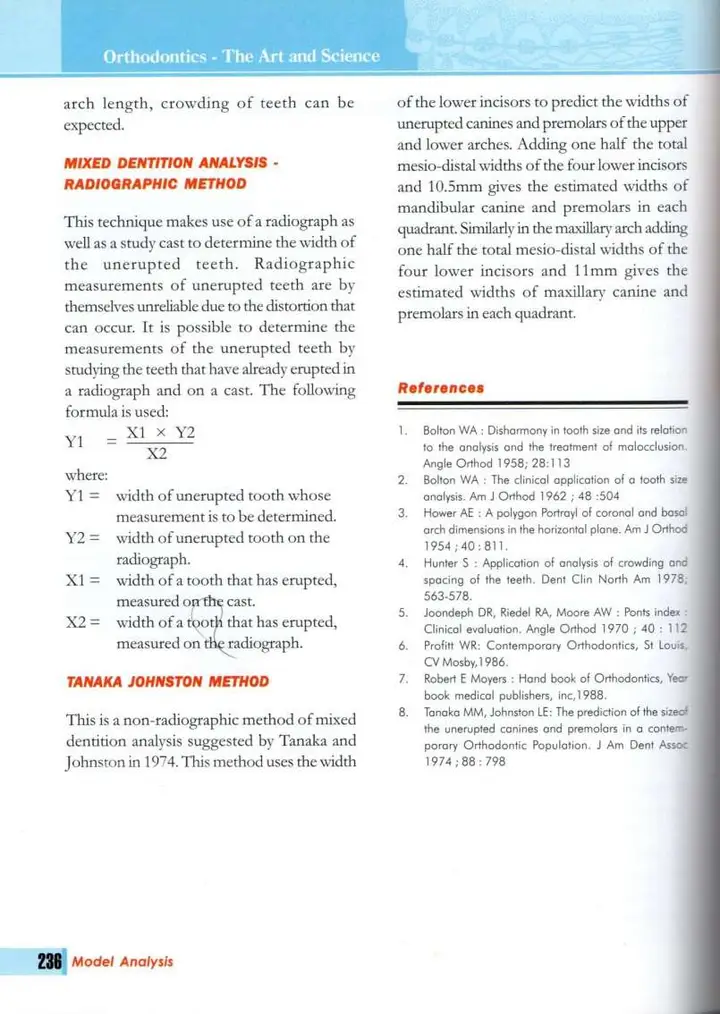 Orthodontics - The Art and Science
arch length, crowding of teeth can be
expected.
MIXED DENTITION ANALYSIS -
RADIOGRAPHIC METHOD
This technique makes use of a radiograph as
well as a study cast to determine the width of
the unerupted teeth. Radiographic
measurements of unerupted teeth are by
themselves unreliable due to the distortion that
can occur. It is possible to determine the
measurements of the unerupted teeth by
studying the teeth that have already erupted in
a radiograph and on a cast. The following
formula is used:
Y1 = X1 × Y2
X2
where:
Y1 = width of unerupted tooth whose
measurement is to be determined.
Y2 = width of unerupted tooth on the
radiograph.
X1 = width of a tooth that has erupted,
measured on the cast.
X2 = width of a tooth that has erupted,
measured on the radiograph.
TANAKA JOHNSTON METHOD
This is a non-radiographic method of mixed
dentition analysis suggested by Tanaka and
Johnston in 1974. This method uses the width
of the lower incisors to predict the widths of
unerupted canines and premolars of the upper
and lower arches. Adding one half the total
mesio-distal widths of the four lower incisors
and 10.5mm gives the estimated widths of
mandibular canine and premolars in each
quadrant. Similarly in the maxillary arch adding
one half the total mesio-distal widths of the
four lower incisors and 11mm gives the
estimated widths of maxillary canine and
premolars in each quadrant.
References
1. Bolton WA : Disharmony in tooth size and its relation
to the analysis and the treatment of malocclusion.
Angle Orthod 1958; 28:113
2. Bolton WA : The clinical application of a tooth size
analysis. Am J Orthod 1962 ; 48 :504
3. Hower AE : A polygon Portrayl of coronal and basal
arch dimensions in the horizontal plane. Am J Orthod
1954 ; 40 : 811.
4. Hunter S : Application of analysis of crowding and
spacing of the teeth. Dent Clin North Am 1978;
563-578.
5. Joondeph DR, Riedel RA, Moore AW : Ponts index :
Clinical evaluation. Angle Orthod 1970 ; 40 : 112
6. Profitt WR: Contemporary Orthodontics, St Louis,
CV Mosby,1986.
7. Robert E Moyers : Hand book of Orthodontics, Year
book medical publishers, inc,1988.
8. Tanaka MM, Johnston LE: The prediction of the size of
the unerupted canines and premolars in a contem-
porary Orthodontic Population. J Am Dent Assoc
1974 ; 88 : 798
236 Model Analysis